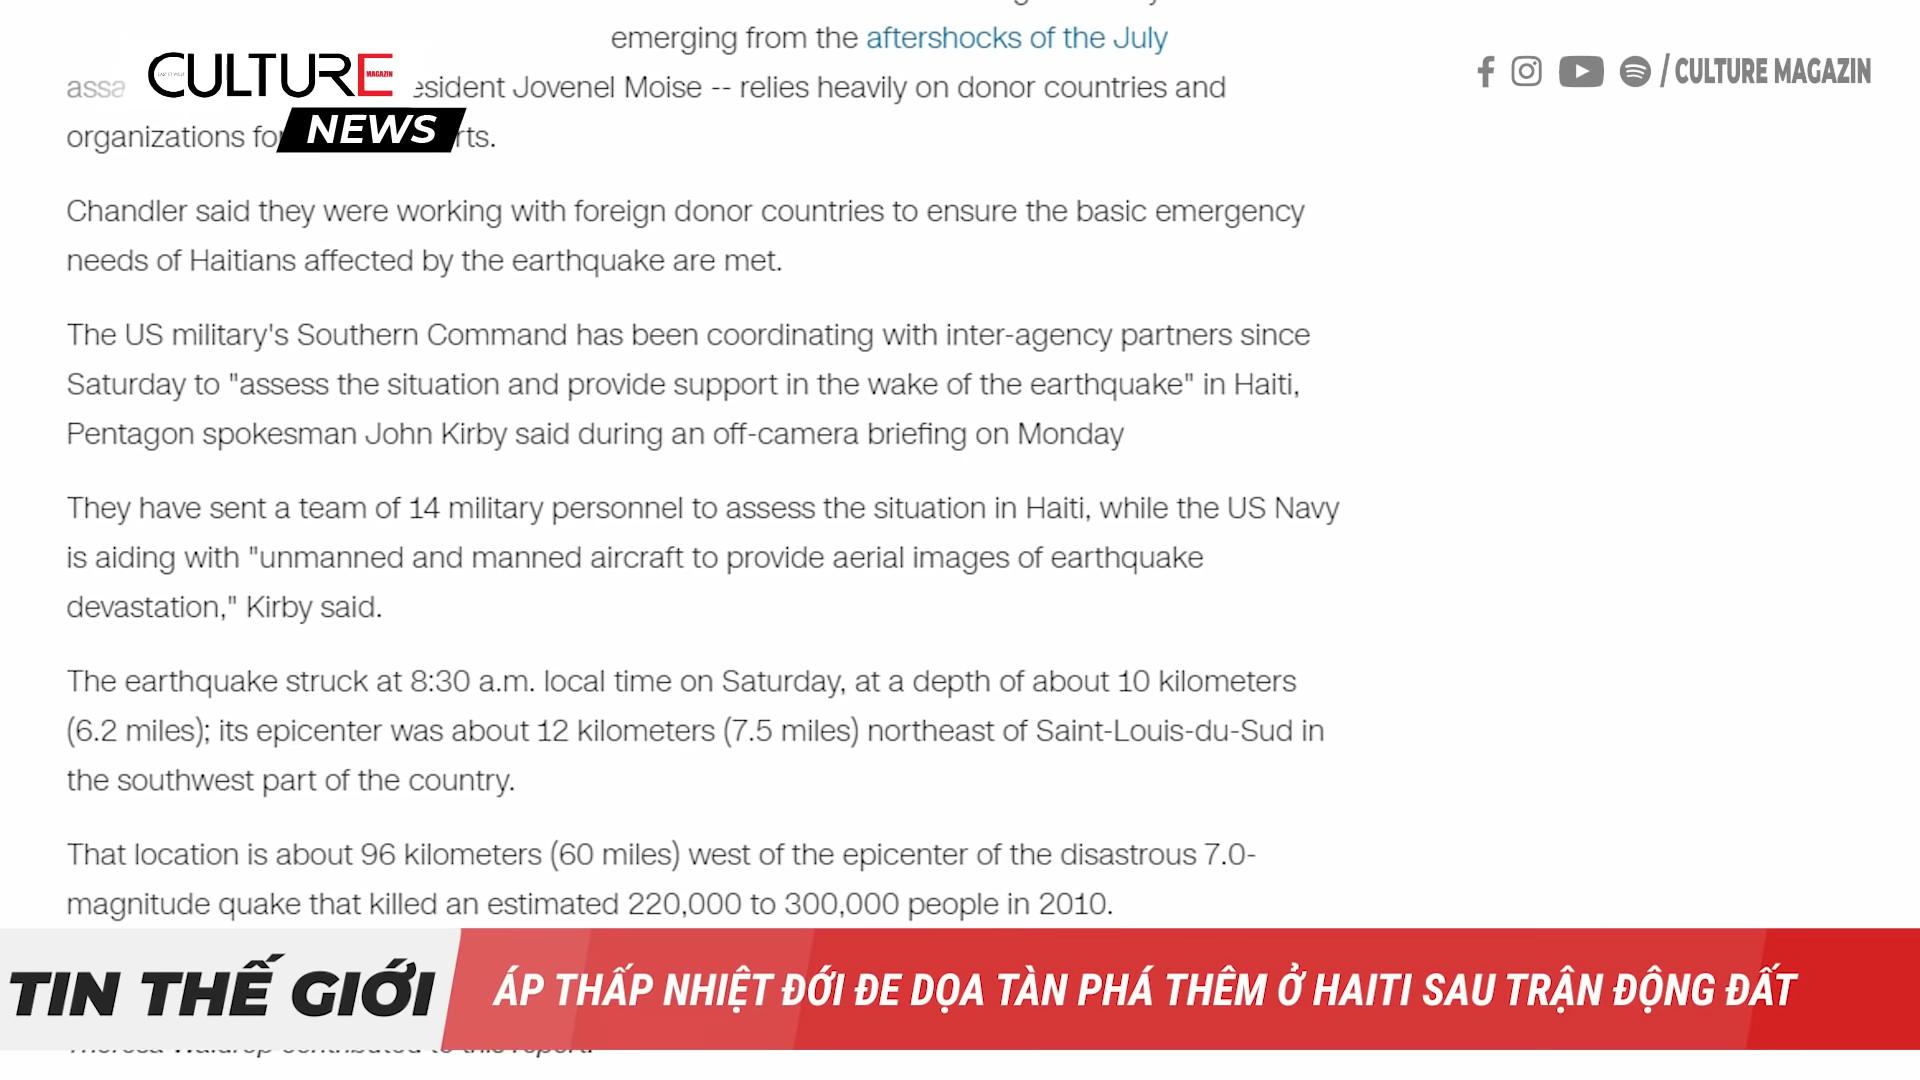 emerging from the aftershocks of the July
esident Jovenel Moise -- relies heavily on donor countries and
organizations fo rts.
CULTURE
MAGAZIN
NEWS
/ CULTURE MAGAZIN
Chandler said they were working with foreign donor countries to ensure the basic emergency
needs of Haitians affected by the earthquake are met.
The US military's Southern Command has been coordinating with inter-agency partners since
Saturday to "assess the situation and provide support in the wake of the earthquake" in Haiti,
Pentagon spokesman John Kirby said during an off-camera briefing on Monday
They have sent a team of 14 military personnel to assess the situation in Haiti, while the US Navy
is aiding with "unmanned and manned aircraft to provide aerial images of earthquake
devastation," Kirby said.
The earthquake struck at 8:30 a.m. local time on Saturday, at a depth of about 10 kilometers
(6.2 miles); its epicenter was about 12 kilometers (7.5 miles) northeast of Saint-Louis-du-Sud in
the southwest part of the country.
That location is about 96 kilometers (60 miles) west of the epicenter of the disastrous 7.0-
magnitude quake that killed an estimated 220,000 to 300,000 people in 2010.
TIN THẾ GIỚI
ÁP THẤP NHIỆT ĐỚI ĐE DỌA TÀN PHÁ THÊM Ở HAITI SAU TRẬN ĐỘNG ĐẤT